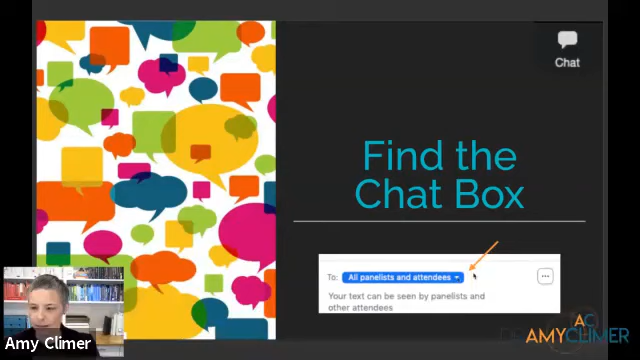 Chat
Find the
Chat Box
To: All panelists and attendees
Your text can be seen by panelists and
other attendees
Amy Climer
AC
AMYCLIMER